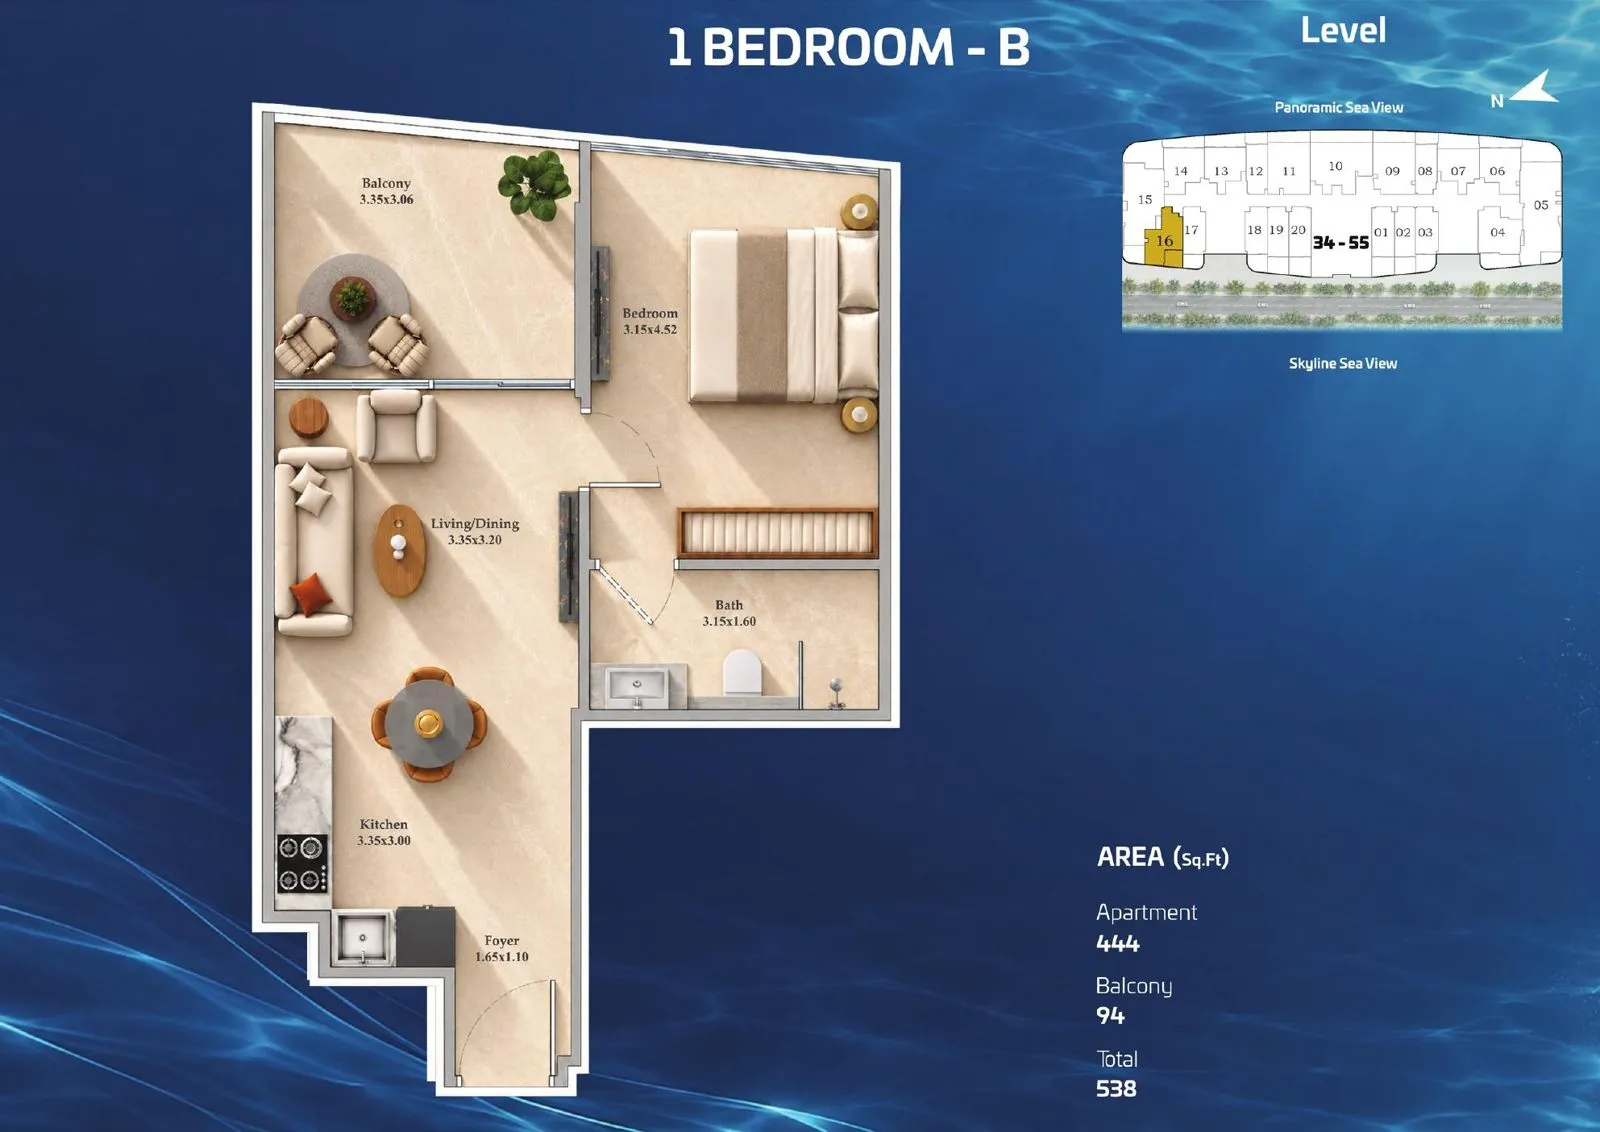 1 BEDROOM - B
Level
Panoramic Sea View
N
14
13
12
11
10
09
08
07
06
15
05
16
17
18
19
20
34 - 55
01
02
03
04
Skyline Sea View
Balcony
3.35x3.06
Bedroom
3.15x4.52
Living/Dining
3.35x3.20
Bath
3.15x1.60
Kitchen
3.35x3.00
Foyer
1.65x1.10
AREA (Sq.Ft)
Apartment
444
Balcony
94
Total
538